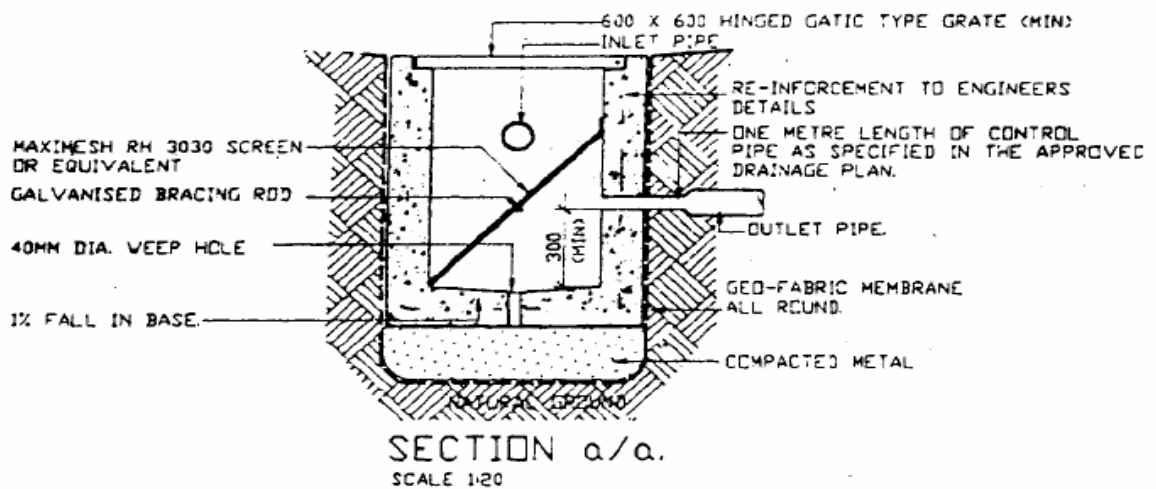 600 X 600 HINGED GATIC TYPE GRATE (MIN)
INLET PIPE
RE-INFORCEMENT TO ENGINEERS
DETAILS
MAXIMESH RH 3030 SCREEN
OR EQUIVALENT
ONE METRE LENGTH OF CONTROL
PIPE AS SPECIFIED IN THE APPROVED
DRAINAGE PLAN.
GALVANISED BRACING ROD
40MM DIA. WEEP HOLE
300
(MIN)
OUTLET PIPE.
GEO-FABRIC MEMBRANE
ALL ROUND.
1% FALL IN BASE.
COMPACTED METAL
NATURAL GROUND
SECTION a/a.
SCALE 1:20